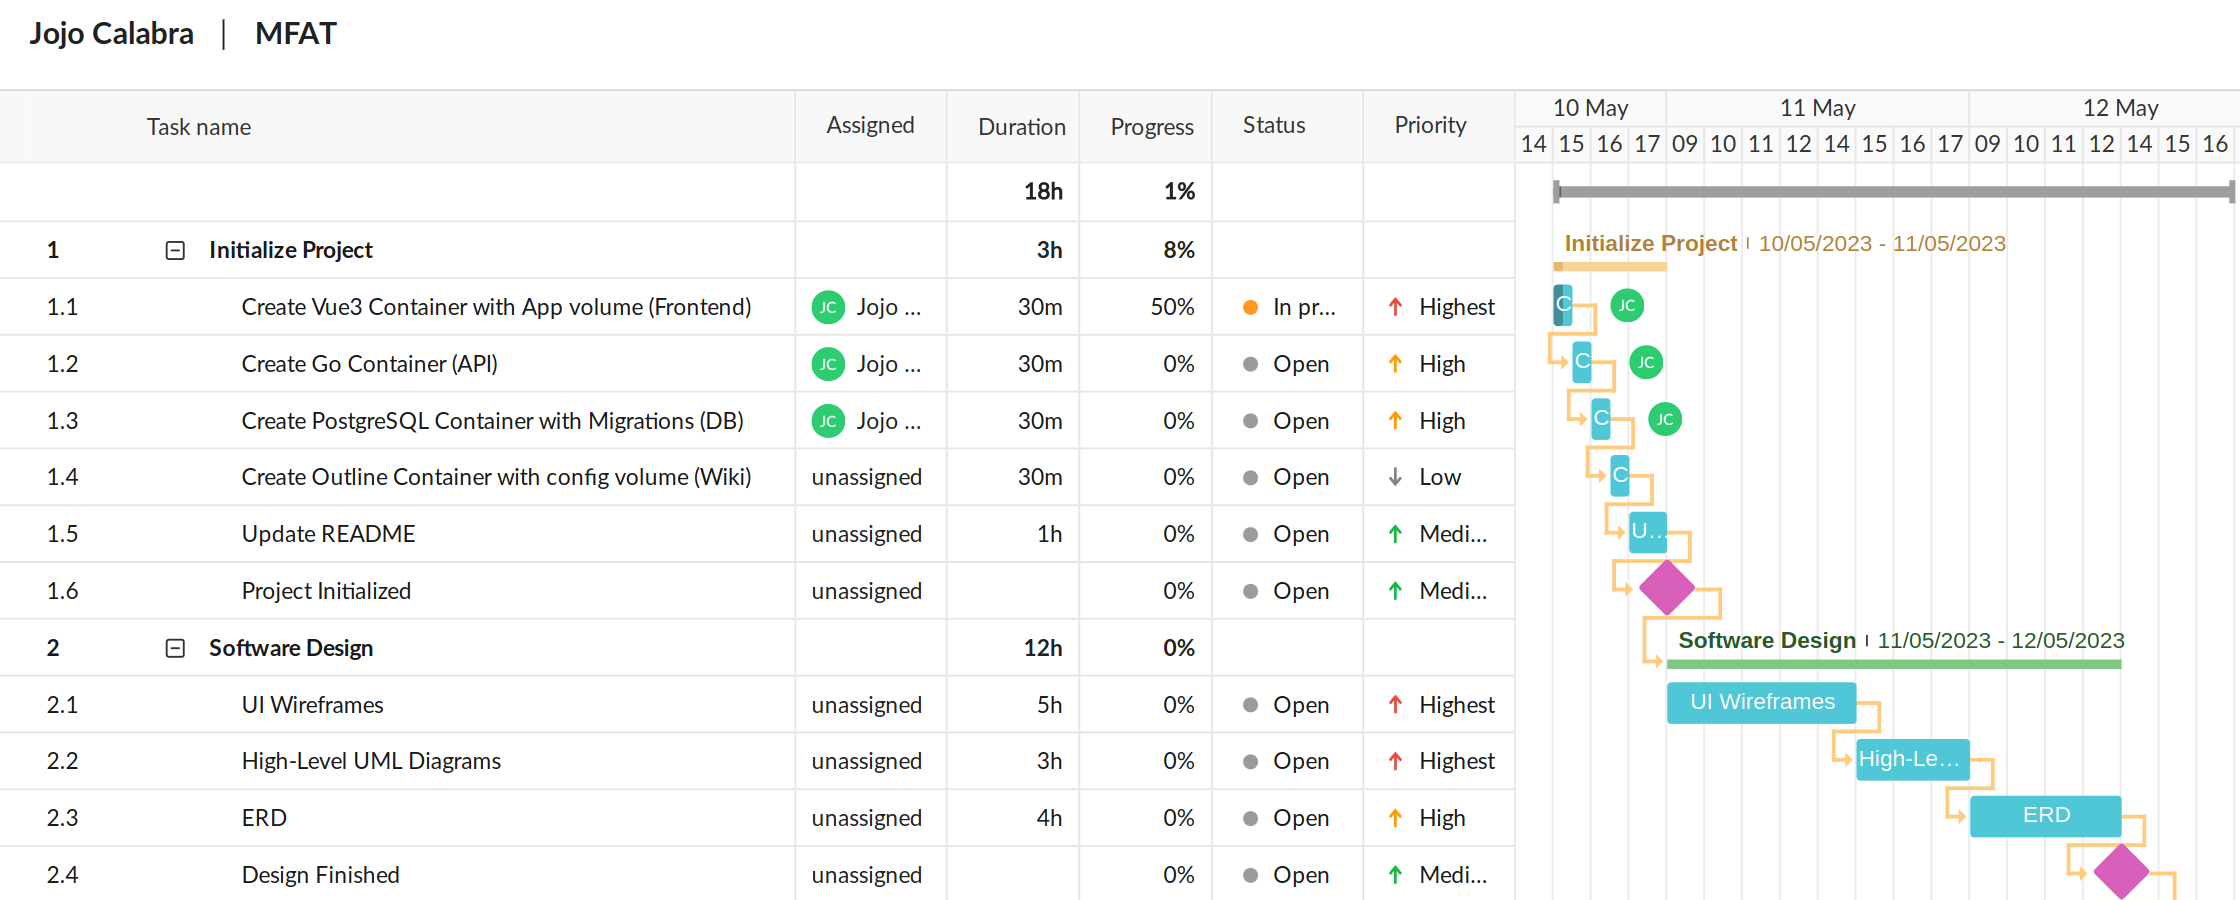 Jojo Calabra | MFAT
Task name Assigned Duration Progress Status Priority 10 May 11 May 12 May
14 15 16 17 09 10 11 12 14 15 16 17 09 10 11 12 14 15 16
18h 1%
1 Initialize Project 3h 8% Initialize Project | 10/05/2023 - 11/05/2023
1.1 Create Vue3 Container with App volume (Frontend) JC Jojo ... 30m 50% In pr... Highest C JC
1.2 Create Go Container (API) JC Jojo ... 30m 0% Open High C JC
1.3 Create PostgreSQL Container with Migrations (DB) JC Jojo ... 30m 0% Open High C JC
1.4 Create Outline Container with config volume (Wiki) unassigned 30m 0% Open Low C
1.5 Update README unassigned 1h 0% Open Medi... U...
1.6 Project Initialized unassigned 0% Open Medi...
2 Software Design 12h 0% Software Design | 11/05/2023 - 12/05/2023
2.1 UI Wireframes unassigned 5h 0% Open Highest UI Wireframes
2.2 High-Level UML Diagrams unassigned 3h 0% Open Highest High-Le...
2.3 ERD unassigned 4h 0% Open High ERD
2.4 Design Finished unassigned 0% Open Medi...